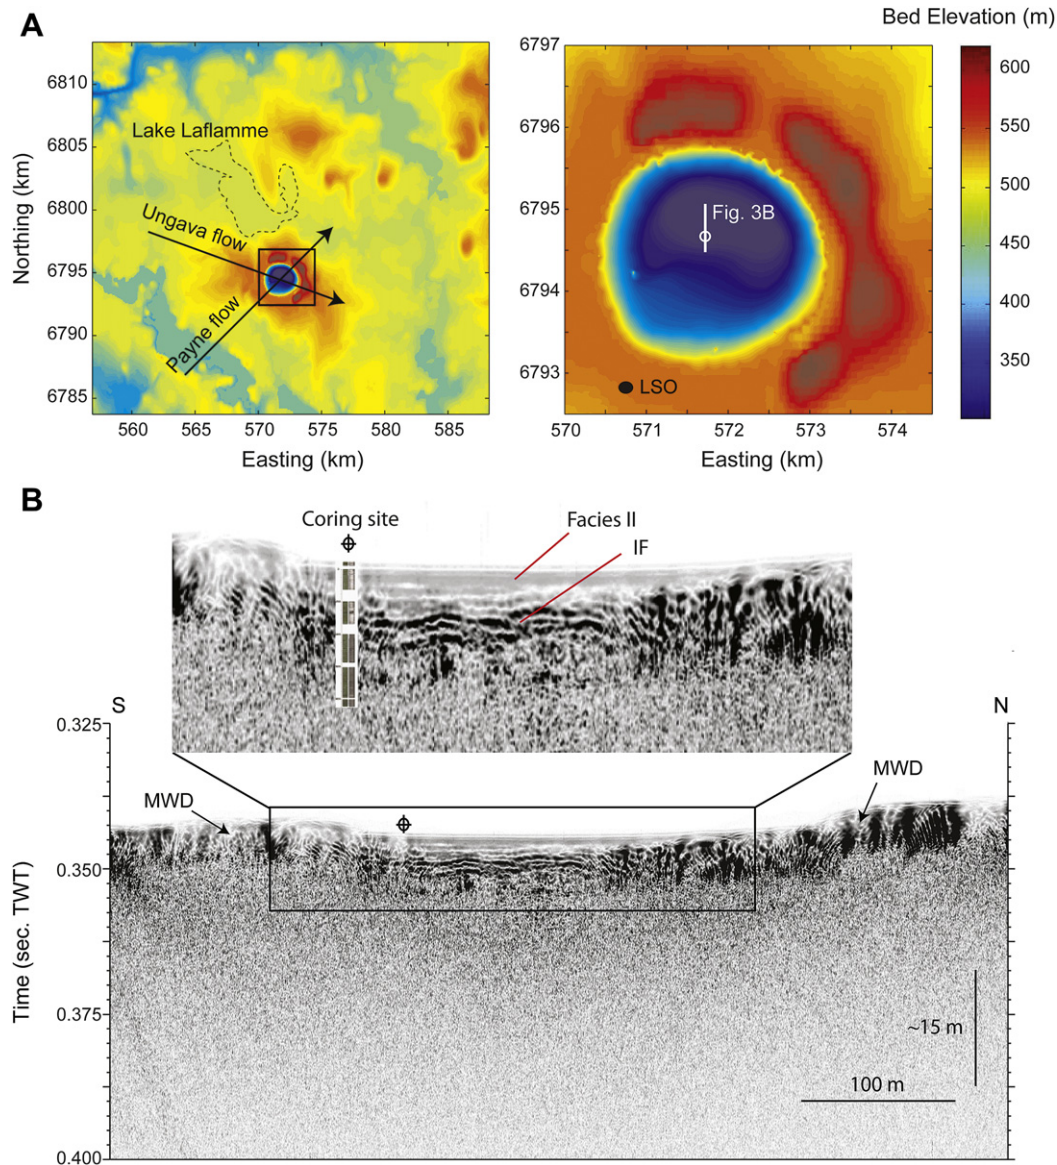 A
Bed Elevation (m)
Northing (km)
6810
6805
6800
6795
6790
6785
Lake Laflamme
Ungava flow
Payne flow
560
565
570
575
580
585
Easting (km)
6797
6796
6795
6794
6793
Fig. 3B
LSO
570
571
572
573
574
Easting (km)
600
550
500
450
400
350
B
Coring site
Facies II
IF
S
N
MWD
MWD
Time (sec. TWT)
0.325
0.350
0.375
0.400
~15 m
100 m